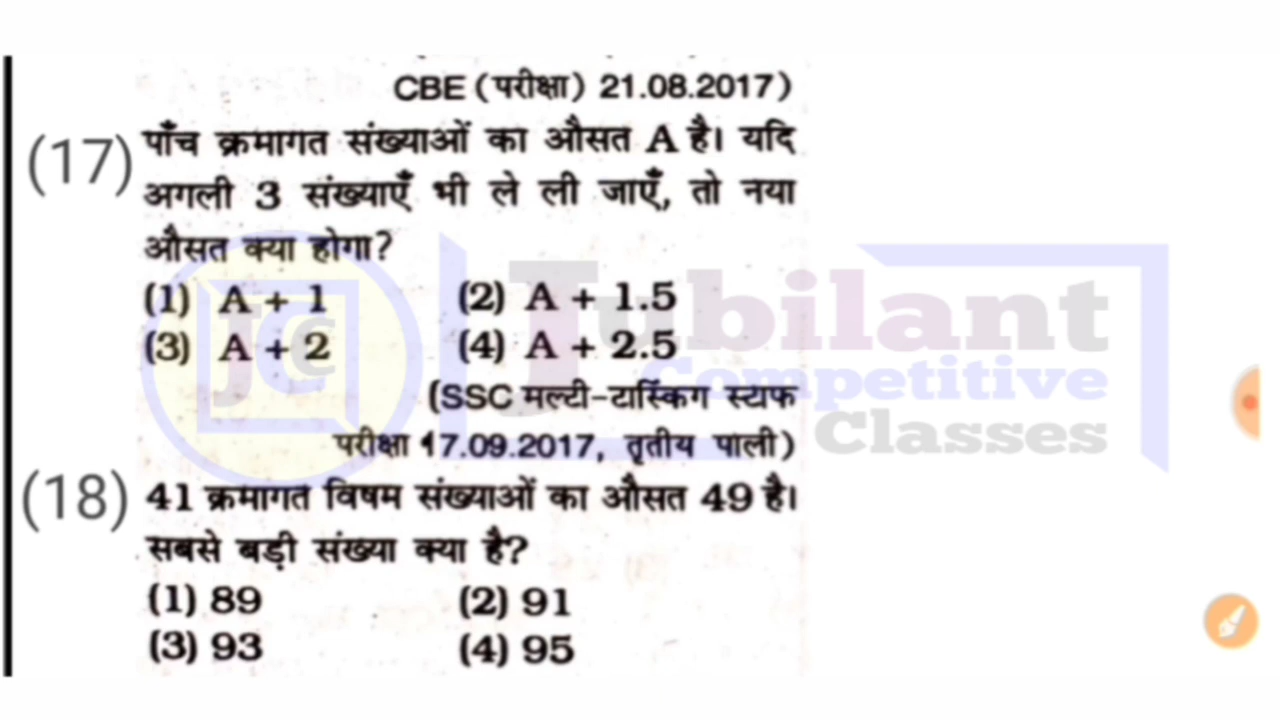 CBE (परीक्षा) 21.08.2017)
(17) पाँच क्रमागत संख्याओं का औसत A है। यदि
अगली 3 संख्याएँ भी ले ली जाएँ, तो नया
औसत क्या होगा?
(1) A + 1 (2) A + 1.5
(3) A + 2 (4) A + 2.5
(SSC मल्टी-टास्किंग स्टाफ
परीक्षा 17.09.2017, तृतीय पाली)
(18) 41 क्रमागत विषम संख्याओं का औसत 49 है।
सबसे बड़ी संख्या क्या है?
(1) 89 (2) 91
(3) 93 (4) 95
JCC
Jubilant
Competitive
Classes